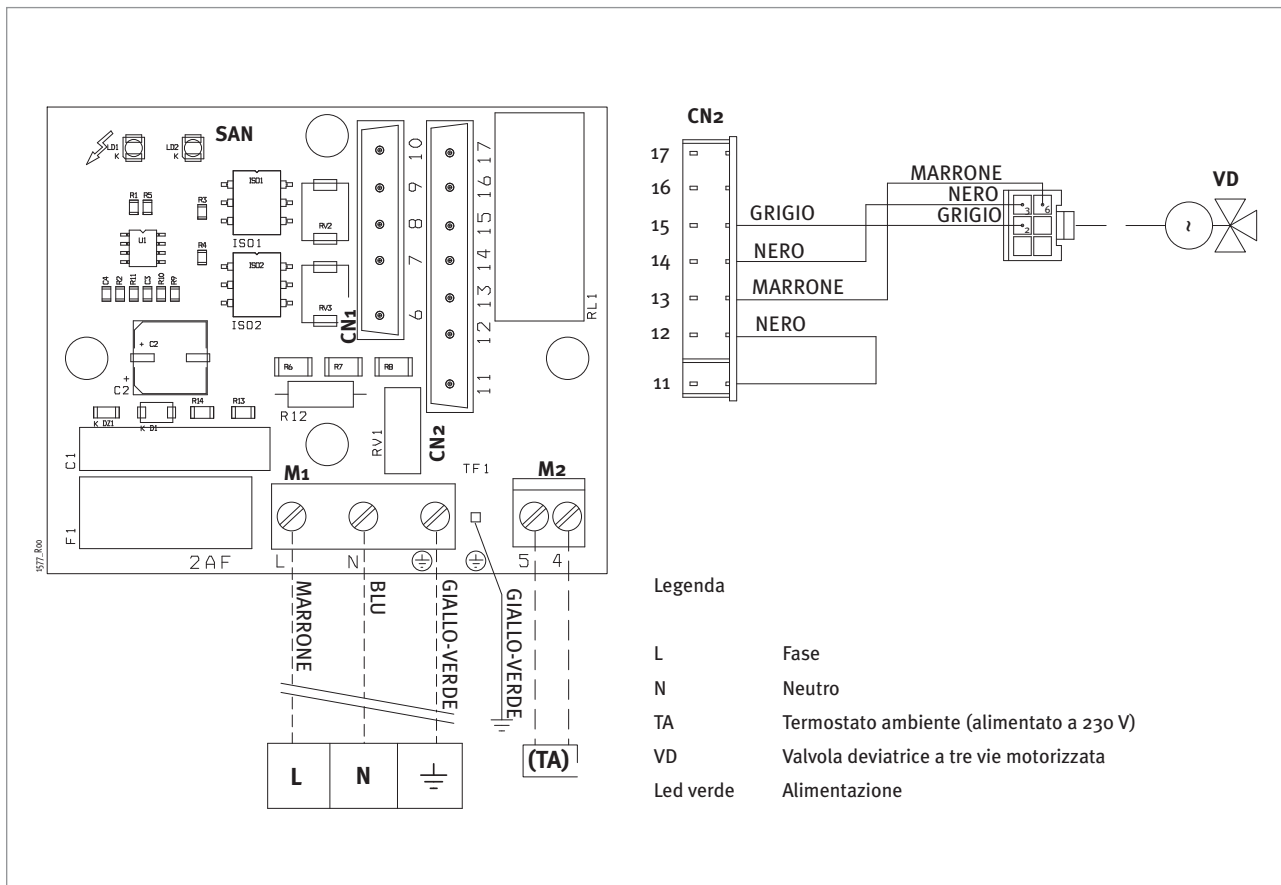 SAN
LD1
K
LD2
K
R1
R5
R3
U1
R4
C4
R2
R11
C3
R10
R9
ISO1
ISO1
ISO2
ISO2
RV2
RV3
CN1
10
9
8
7
6
17
16
15
14
13
12
11
RL1
+ C2
+
C2
R6
R7
R8
R12
RV1
CN2
K DZ1
K D1
R14
R13
C1
F1
2AF
M1
TF1
M2
L
N
5
4
1577_R00
MARRONE
BLU
GIALLO-VERDE
GIALLO-VERDE
L
N
(TA)
CN2
17
16
15
14
13
12
11
GRIGIO
NERO
MARRONE
NERO
MARRONE
NERO
GRIGIO
3
6
2
~
VD
Legenda
L Fase
N Neutro
TA Termostato ambiente (alimentato a 230 V)
VD Valvola deviatrice a tre vie motorizzata
Led verde Alimentazione